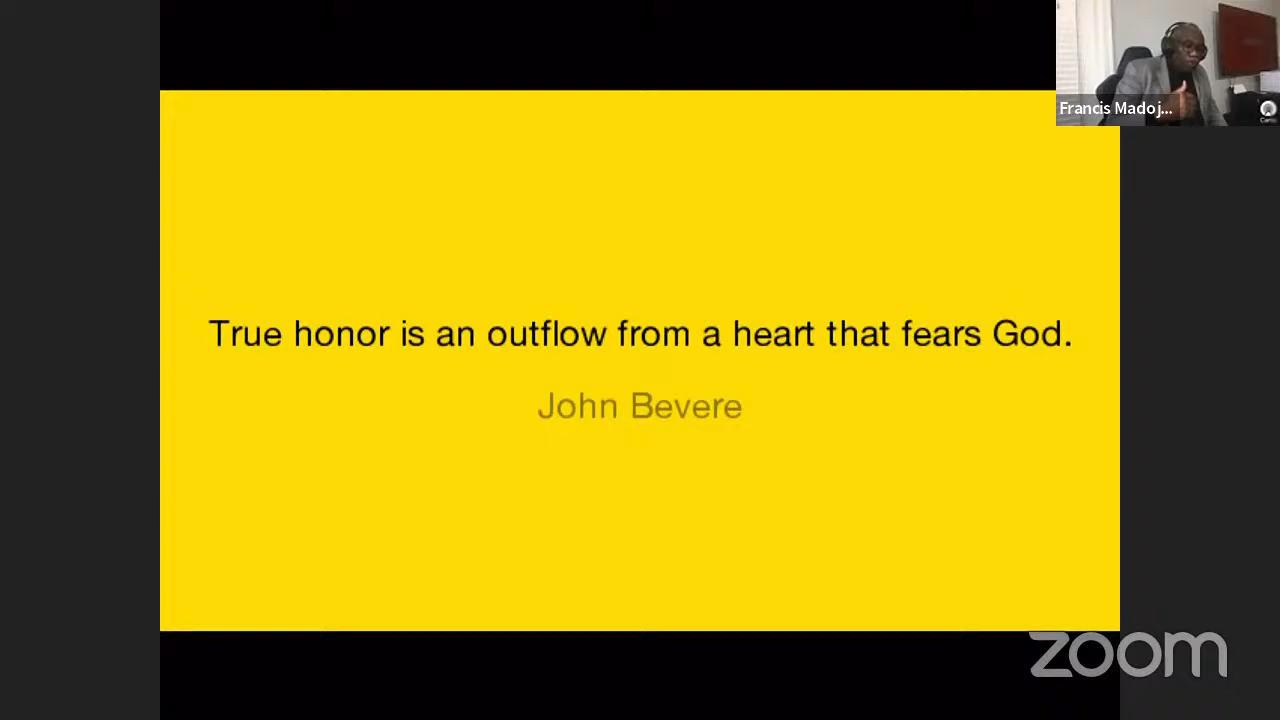 Francis Madoj...
True honor is an outflow from a heart that fears God.
John Bevere
zoom